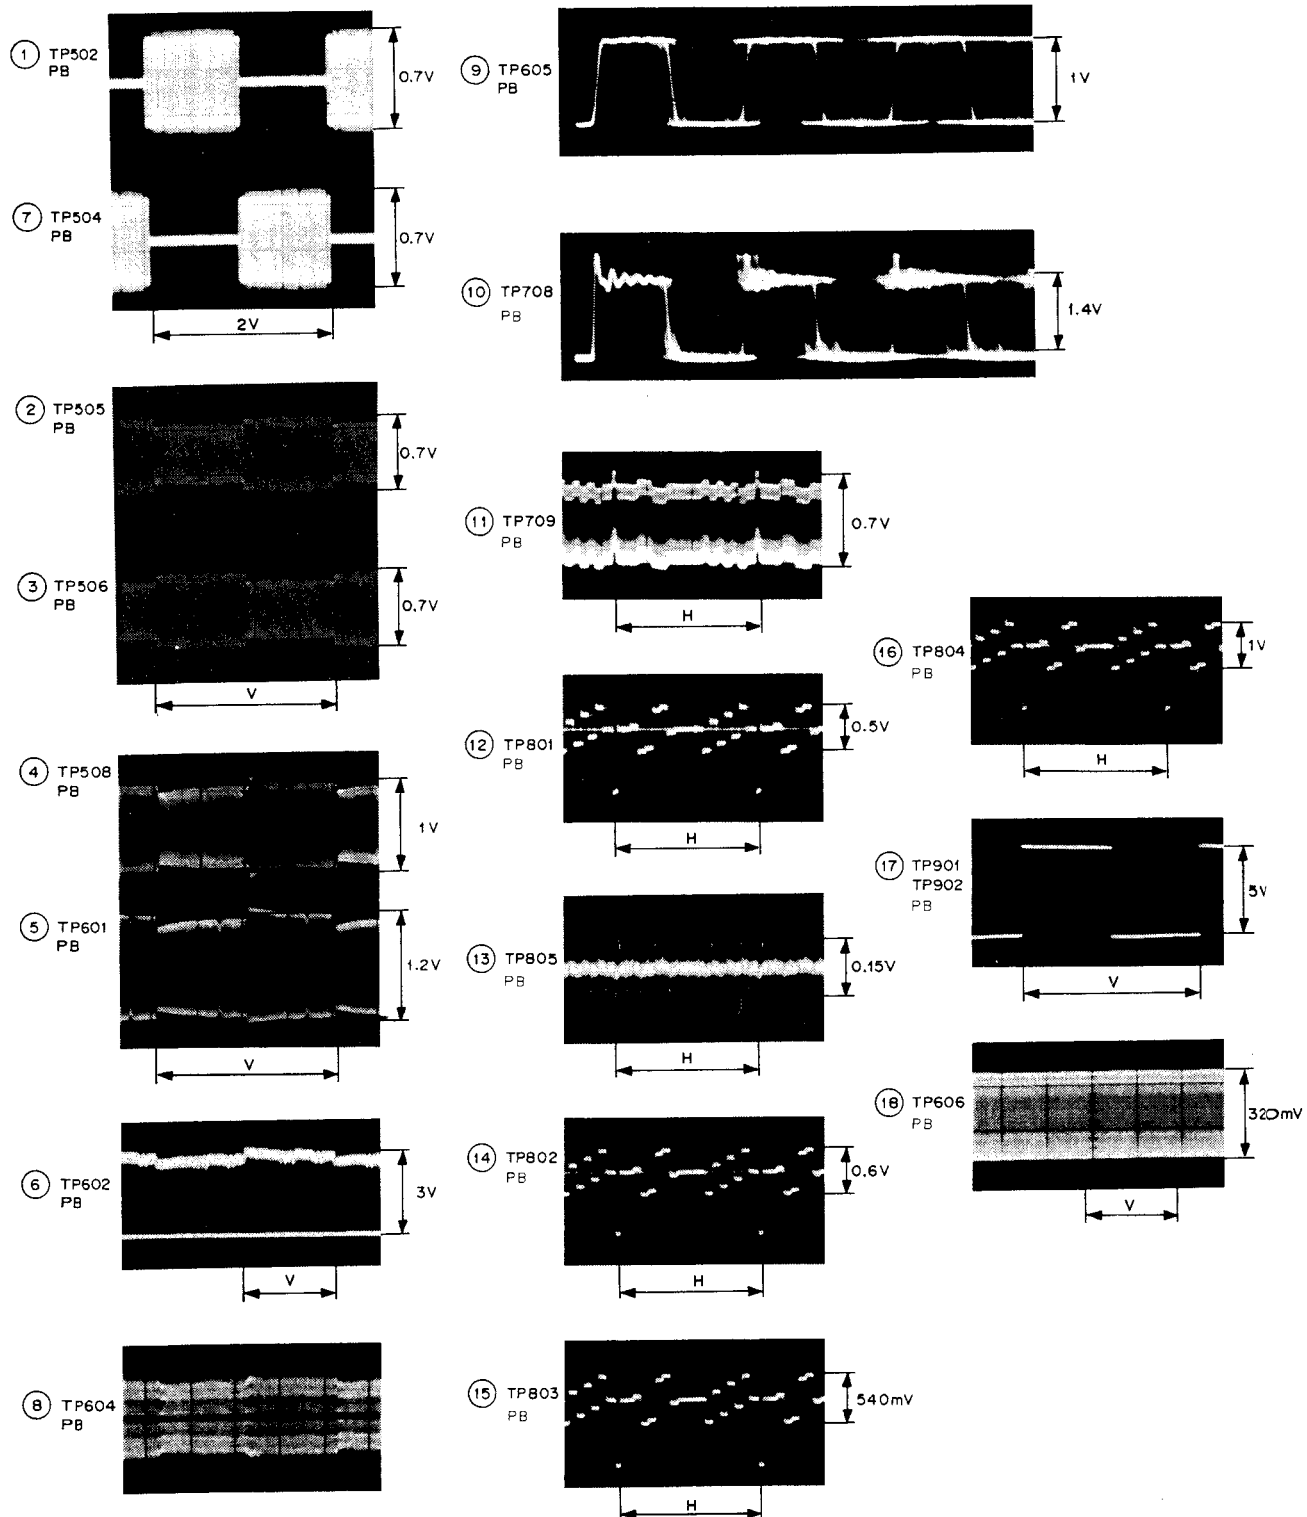 1 TP502
PB
0.7V
7 TP504
PB
0.7V
2V
2 TP505
PB
0.7V
3 TP506
PB
0.7V
V
4 TP508
PB
1V
5 TP601
PB
1.2V
V
6 TP602
PB
3V
V
8 TP604
PB
9 TP605
PB
1V
10 TP708
PB
1.4V
11 TP709
PB
0.7V
H
12 TP801
PB
0.5V
H
13 TP805
PB
0.15V
H
14 TP802
PB
0.6V
H
15 TP803
PB
540mV
H
16 TP804
PB
1V
H
17 TP901
TP902
PB
5V
V
18 TP606
PB
320mV
V